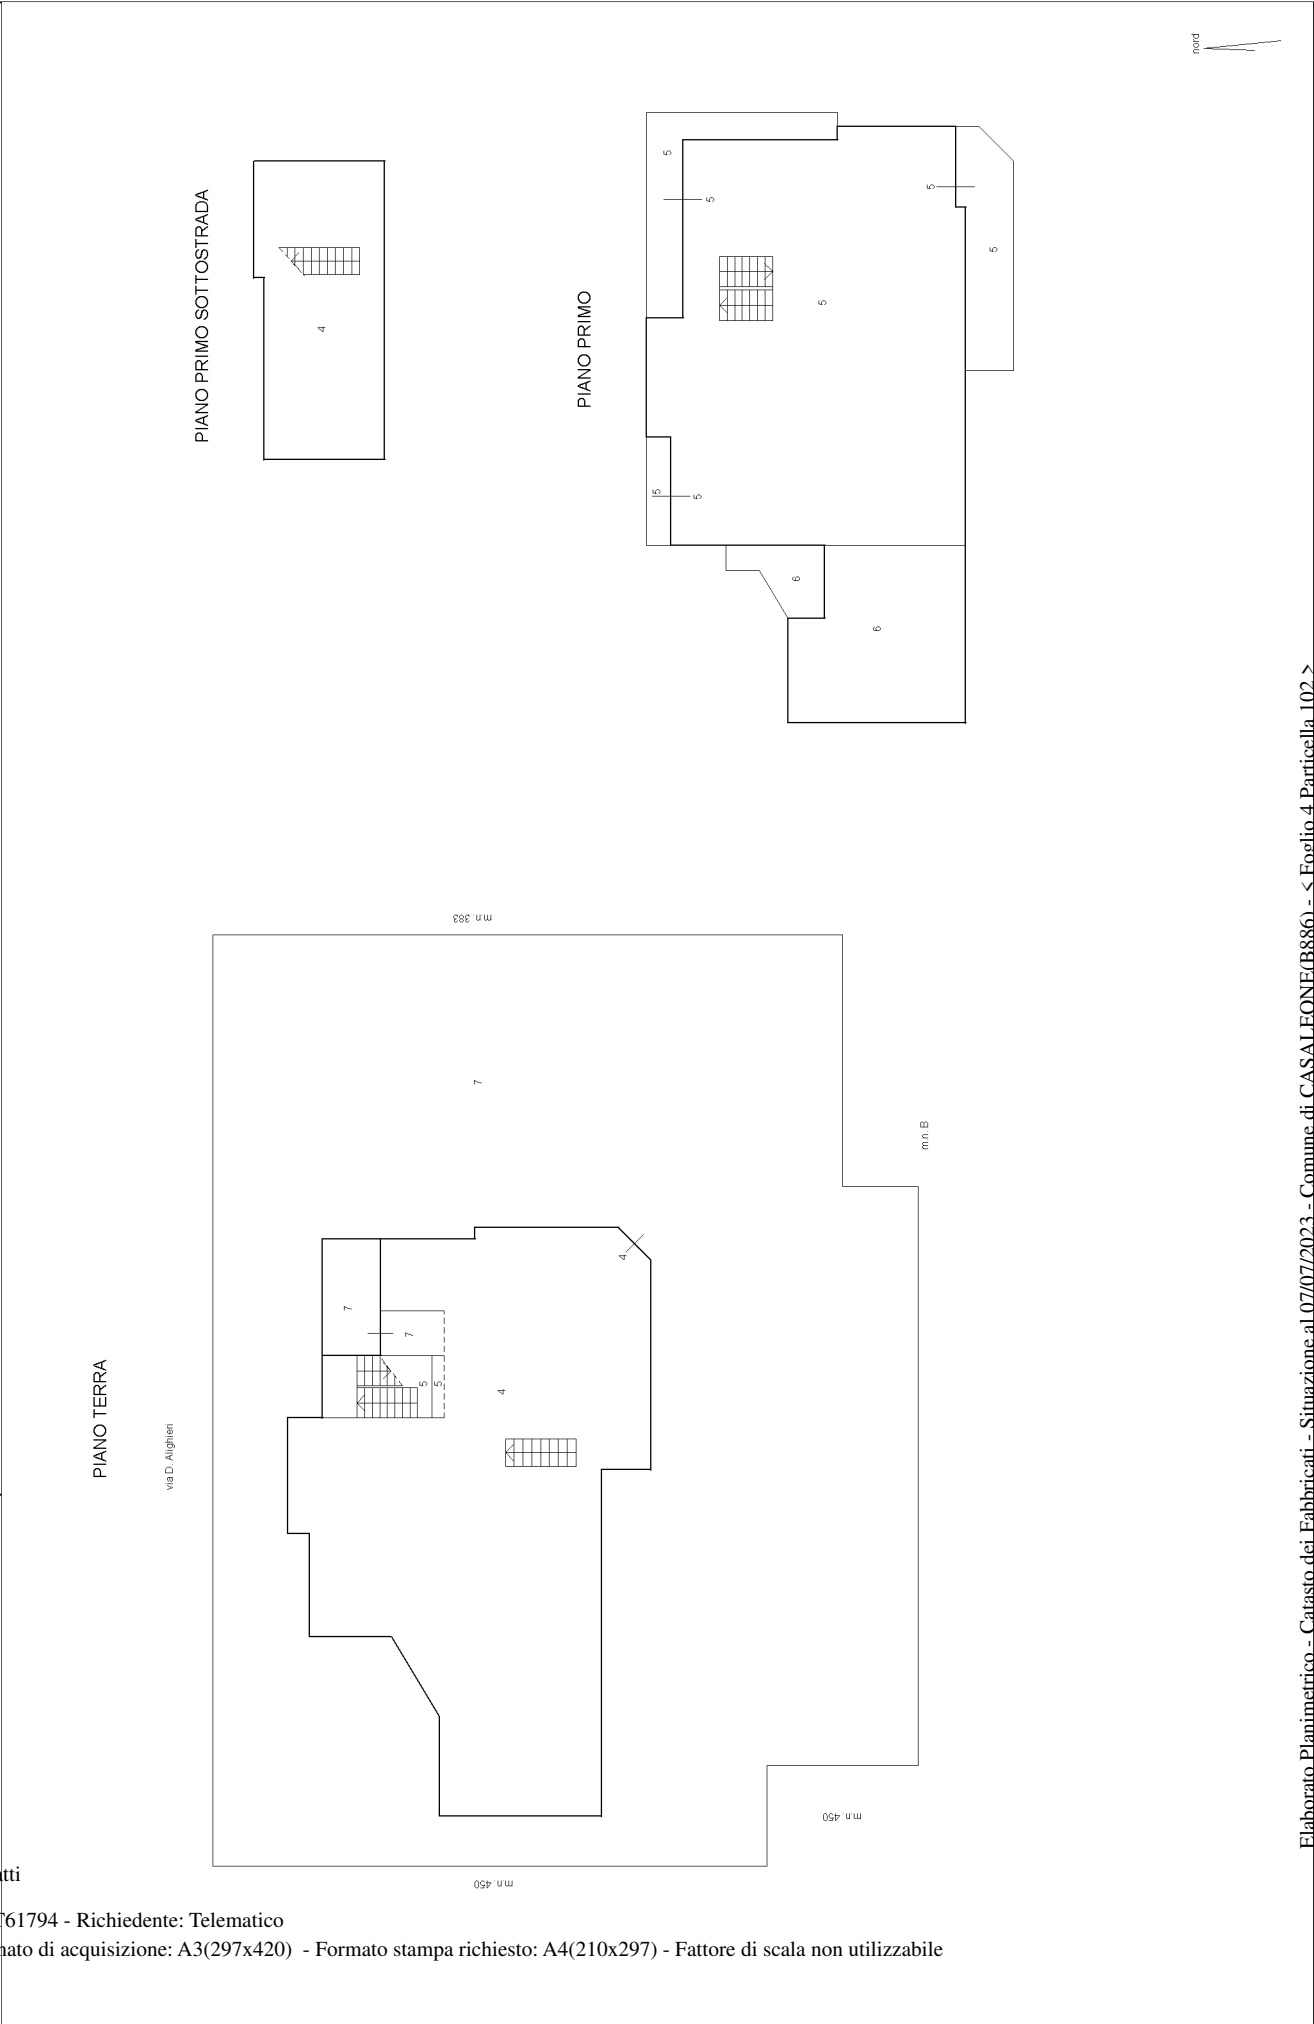 nord
PIANO PRIMO SOTTOSTRADA
4
PIANO PRIMO
5
5
5
5
5
5
5
6
6
PIANO TERRA
via D. Alighieri
m.n. 383
7
m.n. B
7
7
5
5
4
4
m.n. 450
m.n. 450
Elaborato Planimetrico - Catasto dei Fabbricati - Situazione al 07/07/2023 - Comune di CASALEONE(B886) - < Foglio 4 Particella 102 >
tti
T61794 - Richiedente: Telematico
nato di acquisizione: A3(297x420) - Formato stampa richiesto: A4(210x297) - Fattore di scala non utilizzabile